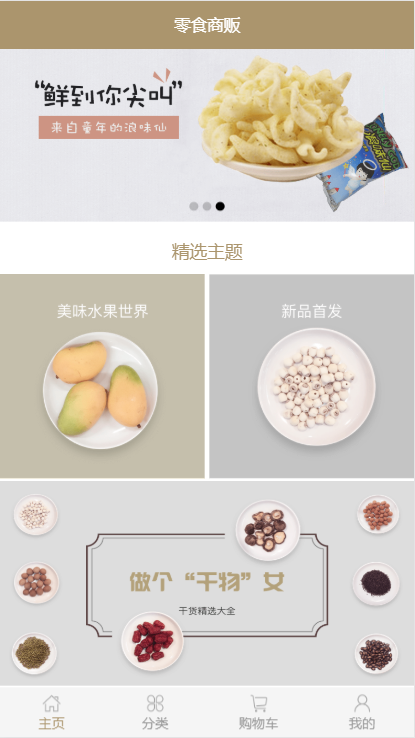 零食商贩
“鲜到你尖叫”
来自童年的浪味仙
精选主题
美味水果世界
新品首发
做个“干物”女
干货精选大全
主页
分类
购物车
我的